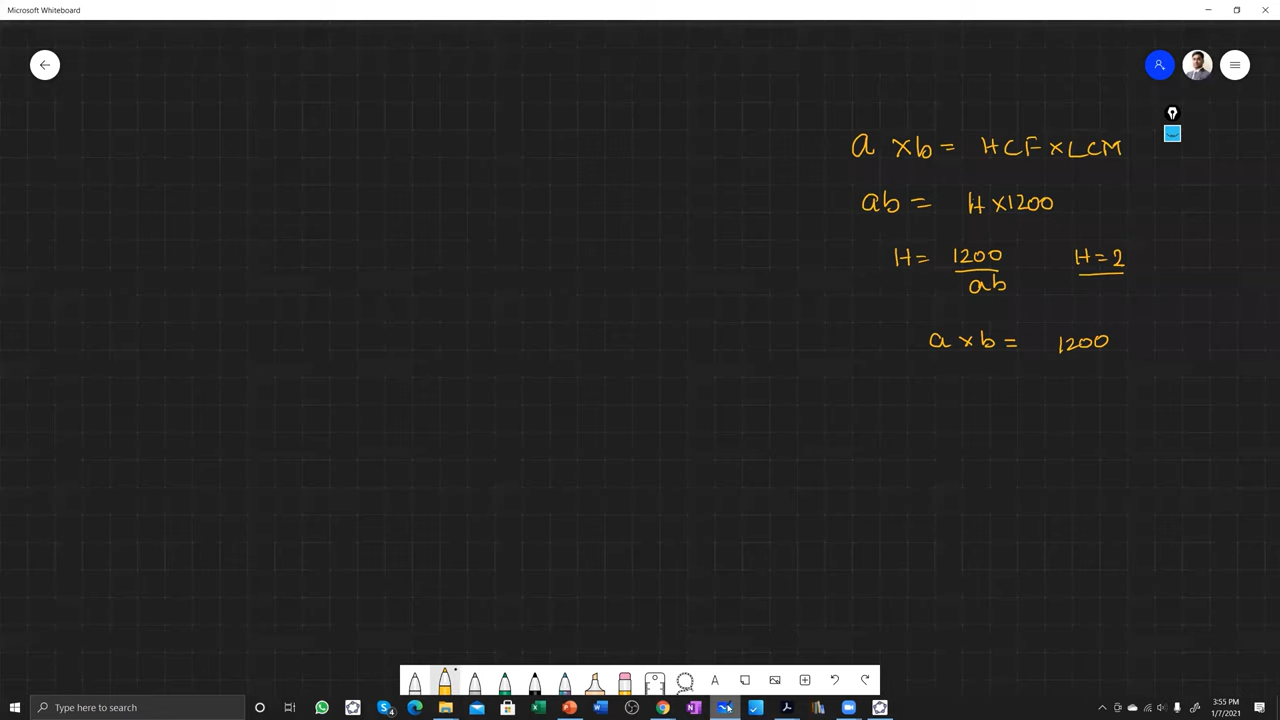 Microsoft Whiteboard
a × b = HCF × LCM
ab = H × 1200
H = 1200 / ab H = 2
a × b = 1200
A
Type here to search
3:55 PM
1/7/2021